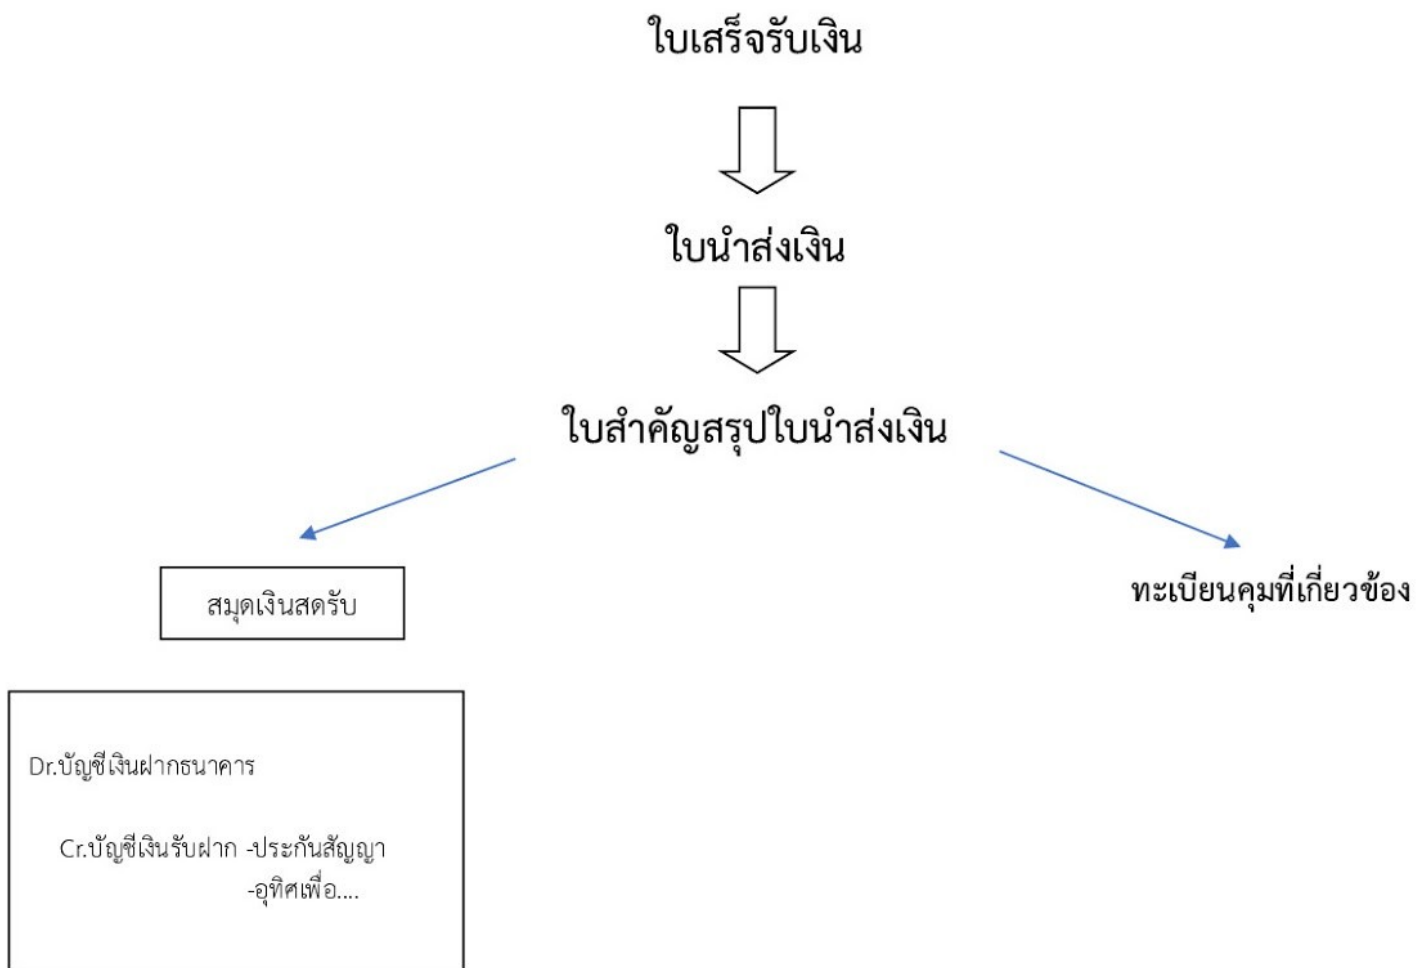 ใบเสร็จรับเงิน
ใบนำส่งเงิน
ใบสำคัญสรุปใบนำส่งเงิน
สมุดเงินสดรับ
ทะเบียนคุมที่เกี่ยวข้อง
Dr.บัญชีเงินฝากธนาคาร
Cr.บัญชีเงินรับฝาก -ประกันสัญญา
-อุทิศเพื่อ....